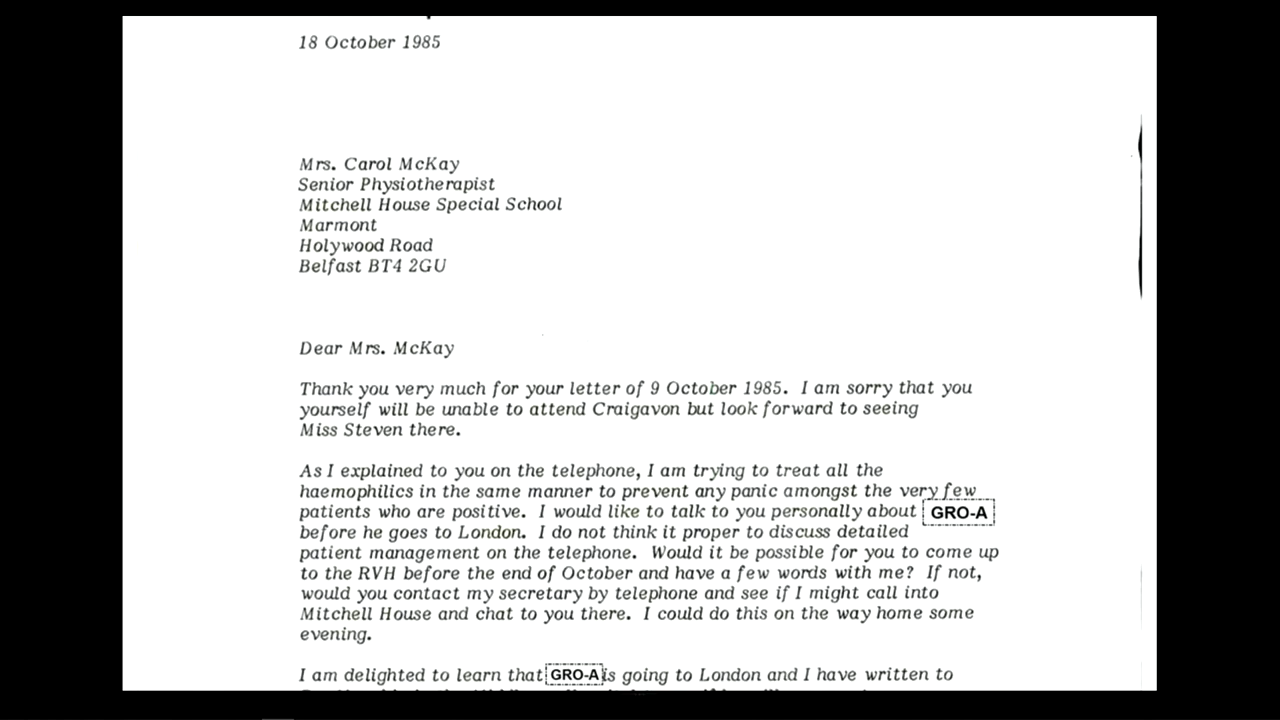 18 October 1985
Mrs. Carol McKay
Senior Physiotherapist
Mitchell House Special School
Marmont
Holywood Road
Belfast BT4 2GU
Dear Mrs. McKay
Thank you very much for your letter of 9 October 1985. I am sorry that you
yourself will be unable to attend Craigavon but look forward to seeing
Miss Steven there.
As I explained to you on the telephone, I am trying to treat all the
haemophilics in the same manner to prevent any panic amongst the very few
patients who are positive. I would like to talk to you personally about GRO-A
before he goes to London. I do not think it proper to discuss detailed
patient management on the telephone. Would it be possible for you to come up
to the RVH before the end of October and have a few words with me? If not,
would you contact my secretary by telephone and see if I might call into
Mitchell House and chat to you there. I could do this on the way home some
evening.
I am delighted to learn that GRO-A is going to London and I have written to